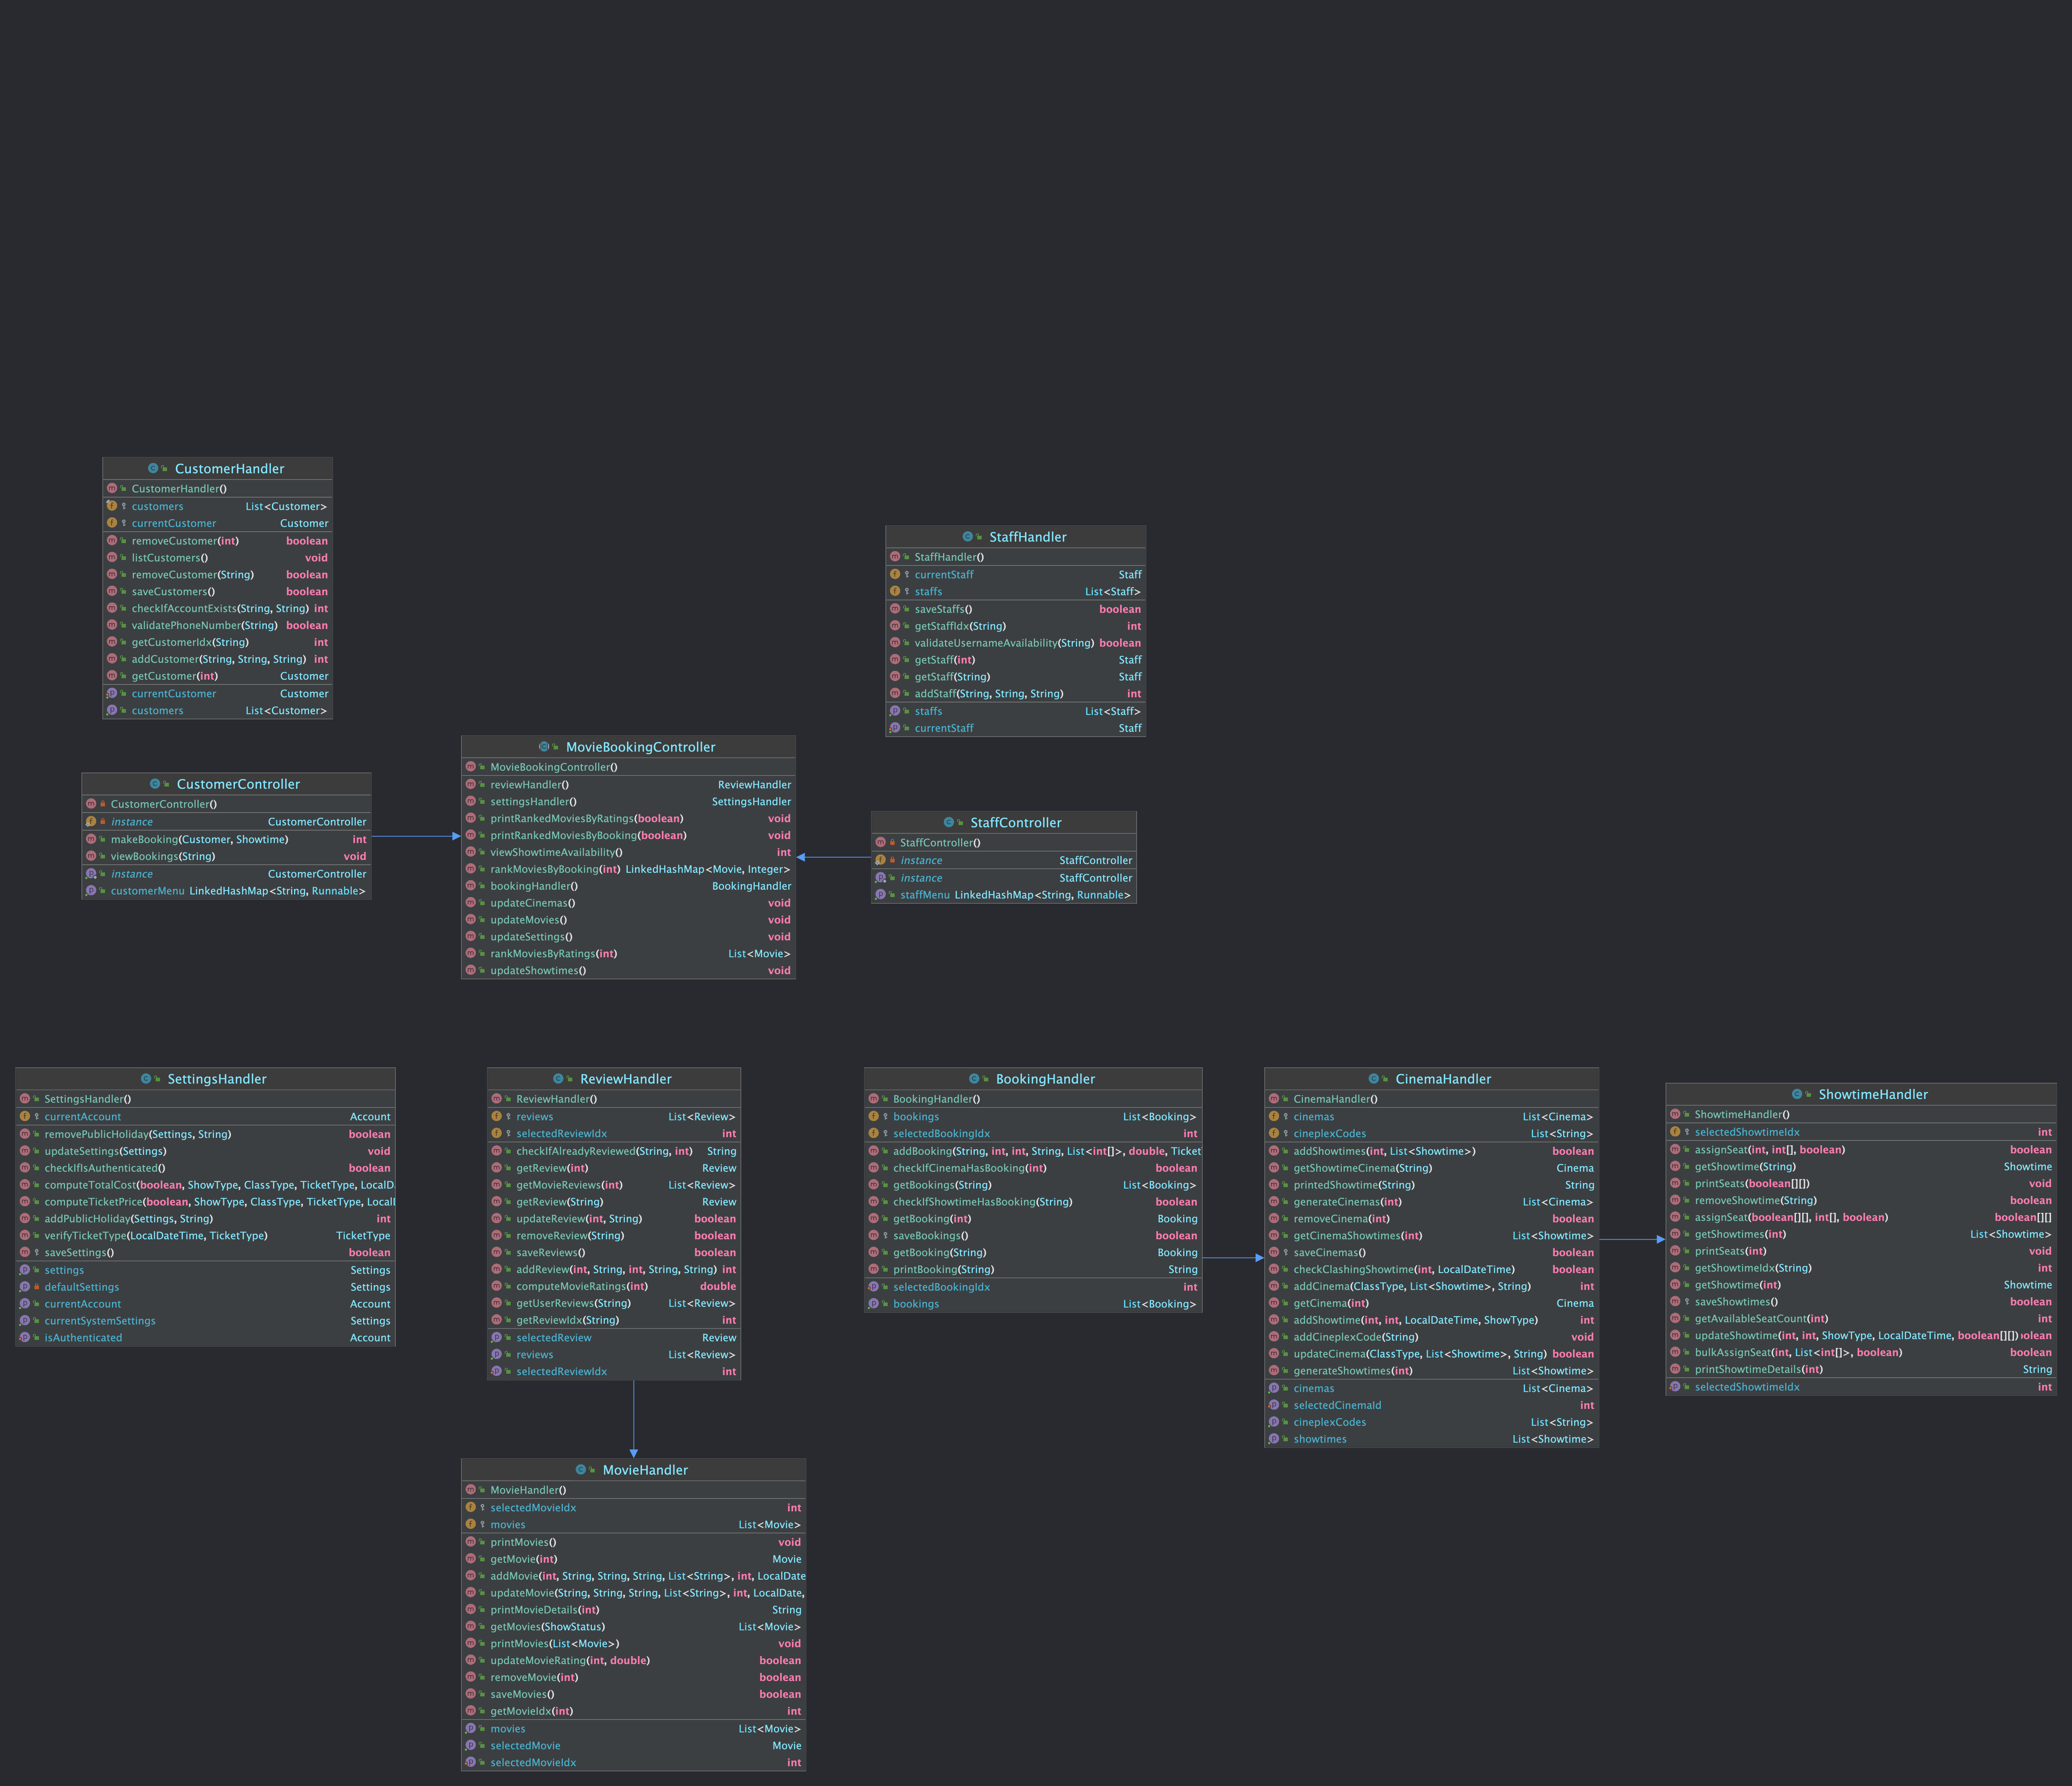 CustomerHandler
CustomerHandler()
customers List<Customer>
currentCustomer Customer
removeCustomer(int) boolean
listCustomers() void
removeCustomer(String) boolean
saveCustomers() boolean
checkIfAccountExists(String, String) int
validatePhoneNumber(String) boolean
getCustomerIdx(String) int
addCustomer(String, String, String) int
getCustomer(int) Customer
currentCustomer Customer
customers List<Customer>
StaffHandler
StaffHandler()
currentStaff Staff
staffs List<Staff>
saveStaffs() boolean
getStaffIdx(String) int
validateUsernameAvailability(String) boolean
getStaff(int) Staff
getStaff(String) Staff
addStaff(String, String, String) int
staffs List<Staff>
currentStaff Staff
MovieBookingController
MovieBookingController()
reviewHandler() ReviewHandler
settingsHandler() SettingsHandler
printRankedMoviesByRatings(boolean) void
printRankedMoviesByBooking(boolean) void
viewShowtimeAvailability() int
rankMoviesByBooking(int) LinkedHashMap<Movie, Integer>
bookingHandler() BookingHandler
updateCinemas() void
updateMovies() void
updateSettings() void
rankMoviesByRatings(int) List<Movie>
updateShowtimes() void
CustomerController
CustomerController()
instance CustomerController
makeBooking(Customer, Showtime) int
viewBookings(String) void
instance CustomerController
customerMenu LinkedHashMap<String, Runnable>
StaffController
StaffController()
instance StaffController
instance StaffController
staffMenu LinkedHashMap<String, Runnable>
SettingsHandler
SettingsHandler()
currentAccount Account
removePublicHoliday(Settings, String) boolean
updateSettings(Settings) void
checkIfIsAuthenticated() boolean
computeTotalCost(boolean, ShowType, ClassType, TicketType, LocalD
computeTicketPrice(boolean, ShowType, ClassType, TicketType, Locall
addPublicHoliday(Settings, String) int
verifyTicketType(LocalDateTime, TicketType) TicketType
saveSettings() boolean
settings Settings
defaultSettings Settings
currentAccount Account
currentSystemSettings Settings
isAuthenticated Account
ReviewHandler
ReviewHandler()
reviews List<Review>
selectedReviewIdx int
checkIfAlreadyReviewed(String, int) String
getReview(int) Review
getMovieReviews(int) List<Review>
getReview(String) Review
updateReview(int, String) boolean
removeReview(String) boolean
saveReviews() boolean
addReview(int, String, int, String, String) int
computeMovieRatings(int) double
getUserReviews(String) List<Review>
getReviewIdx(String) int
selectedReview Review
reviews List<Review>
selectedReviewIdx int
BookingHandler
BookingHandler()
bookings List<Booking>
selectedBookingIdx int
addBooking(String, int, int, String, List<int[]>, double, Ticket
checkIfCinemaHasBooking(int) boolean
getBookings(String) List<Booking>
checkIfShowtimeHasBooking(String) boolean
getBooking(int) Booking
saveBookings() boolean
getBooking(String) Booking
printBooking(String) String
selectedBookingIdx int
bookings List<Booking>
CinemaHandler
CinemaHandler()
cinemas List<Cinema>
cineplexCodes List<String>
addShowtimes(int, List<Showtime>) boolean
getShowtimeCinema(String) Cinema
printedShowtime(String) String
generateCinemas(int) List<Cinema>
removeCinema(int) boolean
getCinemaShowtimes(int) List<Showtime>
saveCinemas() boolean
checkClashingShowtime(int, LocalDateTime) boolean
addCinema(ClassType, List<Showtime>, String) int
getCinema(int) Cinema
addShowtime(int, int, LocalDateTime, ShowType) int
addCineplexCode(String) void
updateCinema(ClassType, List<Showtime>, String) boolean
generateShowtimes(int) List<Showtime>
cinemas List<Cinema>
selectedCinemaId int
cineplexCodes List<String>
showtimes List<Showtime>
ShowtimeHandler
ShowtimeHandler()
selectedShowtimeIdx int
assignSeat(int, int[], boolean) boolean
getShowtime(String) Showtime
printSeats(boolean[][]) void
removeShowtime(String) boolean
assignSeat(boolean[][], int[], boolean) boolean[][]
getShowtimes(int) List<Showtime>
printSeats(int) void
getShowtimeIdx(String) int
getShowtime(int) Showtime
saveShowtimes() boolean
getAvailableSeatCount(int) int
updateShowtime(int, int, ShowType, LocalDateTime, boolean[][]) olean
bulkAssignSeat(int, List<int[]>, boolean) boolean
printShowtimeDetails(int) String
selectedShowtimeIdx int
MovieHandler
MovieHandler()
selectedMovieIdx int
movies List<Movie>
printMovies() void
getMovie(int) Movie
addMovie(int, String, String, String, List<String>, int, LocalDate
updateMovie(String, String, String, List<String>, int, LocalDate,
printMovieDetails(int) String
getMovies(ShowStatus) List<Movie>
printMovies(List<Movie>) void
updateMovieRating(int, double) boolean
removeMovie(int) boolean
saveMovies() boolean
getMovieIdx(int) int
movies List<Movie>
selectedMovie Movie
selectedMovieIdx int